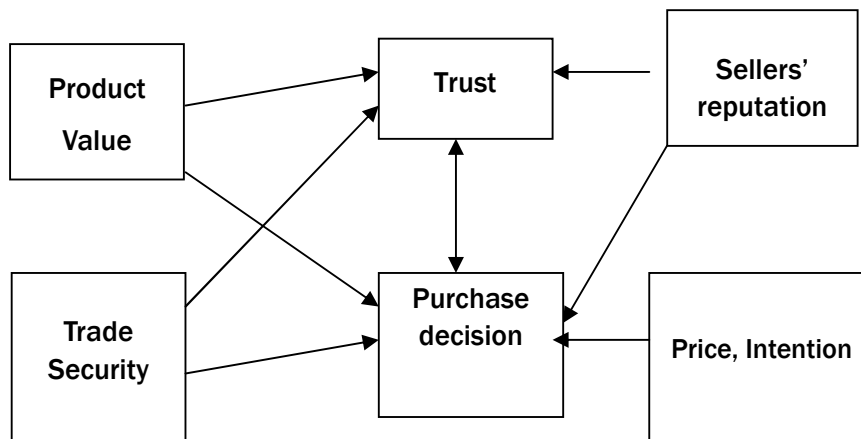 Product
Value
Trust
Sellers’
reputation
Trade
Security
Purchase
decision
Price, Intention